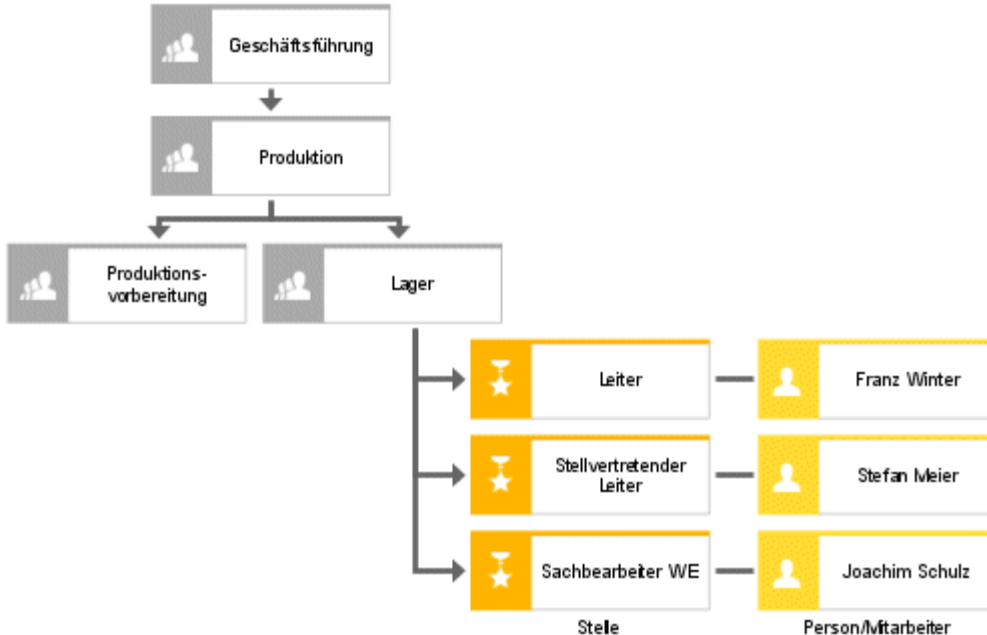 Geschäftsführung
Produktion
Produktions-
vorbereitung
Lager
Leiter
Franz Winter
Stellvertretender
Leiter
Stefan Meier
Sachbearbeiter WE
Joachim Schulz
Stelle
Person/Mitarbeiter